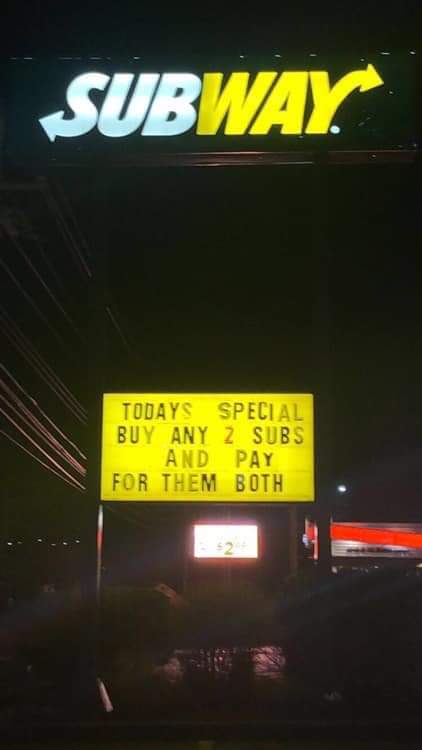 SUBWAY
TODAYS SPECIAL
BUY ANY 2 SUBS
AND PAY
FOR THEM BOTH